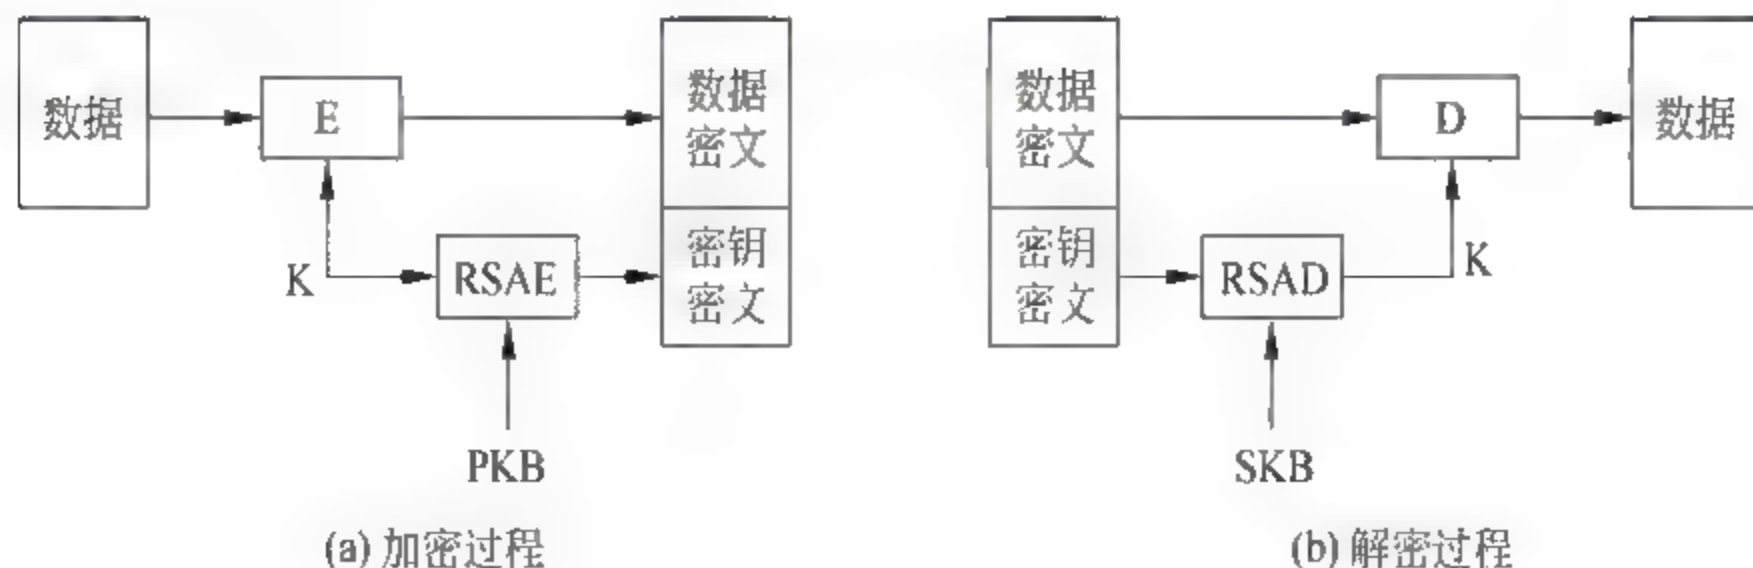 数据
E
K
RSAE
PKB
数据
密文
密钥
密文
(a) 加密过程
数据
密文
密钥
密文
RSAD
SKB
D
K
数据
(b) 解密过程